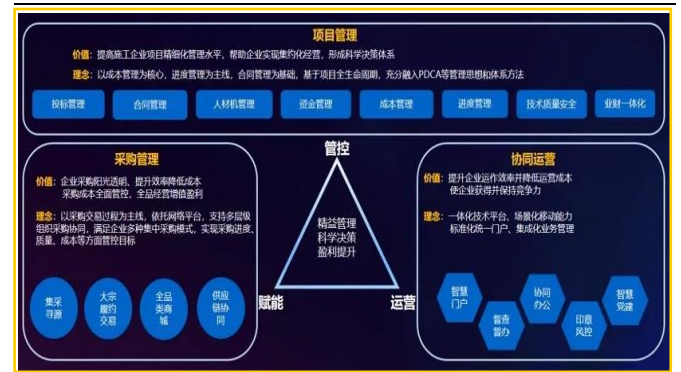 项目管理
价值：提高施工企业项目精细化管理水平，帮助企业实现集约化经营，形成科学决策体系
理念：以成本管理为核心，进度管理为主线，合同管理为基础，基于项目全生命周期，充分融入PDCA等管理思想和体系方法
投标管理
合同管理
人材机管理
资金管理
成本管理
进度管理
技术质量安全
业财一体化
采购管理
价值：企业采购阳光透明、提升效率降低成本
采购成本全面管控，全品经营增值盈利
理念：以采购交易过程为主线，依托网络平台，支持多层级
组织采购协同，满足企业多种集中采购模式，实现采购进度、
质量、成本等方面管控目标
集采
寻源
大宗
履约
交易
全品
类商
城
供应
链协
同
管控
精益管理
科学决策
盈利提升
赋能
运营
协同运营
价值：提升企业运作效率并降低运营成本
使企业获得并保持竞争力
理念：一体化技术平台、场景化移动能力
标准化统一门户、集成化业务管理
智慧
门户
督查
督办
协同
办公
印章
风控
智慧
党建